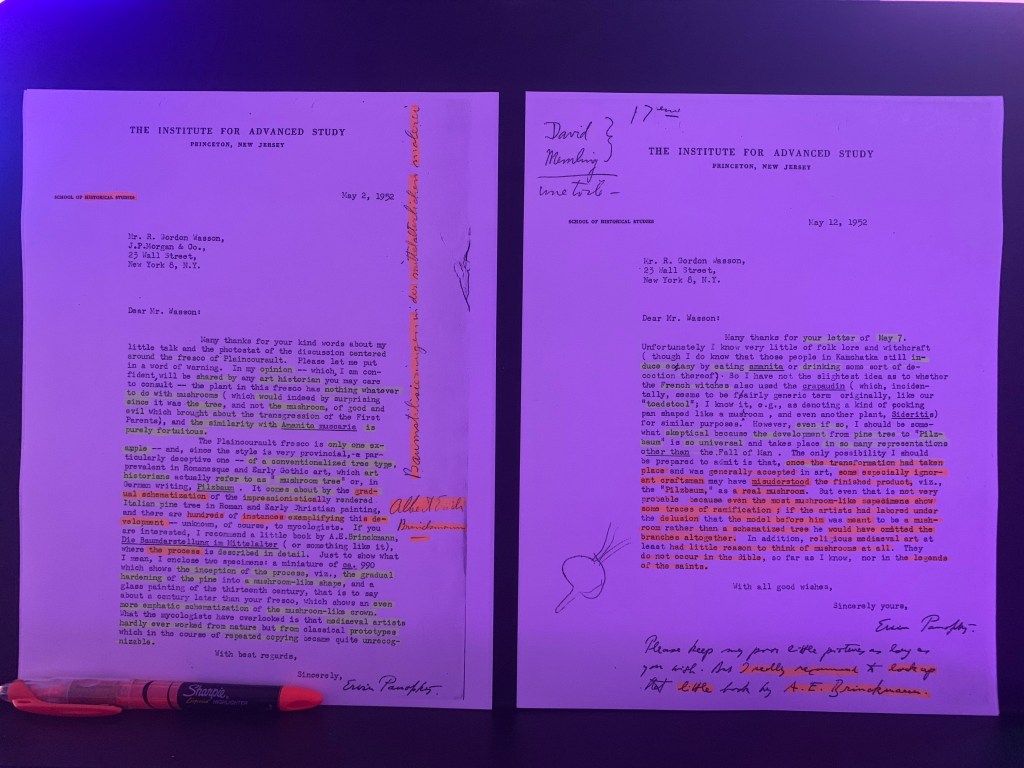 THE INSTITUTE FOR ADVANCED STUDY
PRINCETON, NEW JERSEY
SCHOOL OF HISTORICAL STUDIES
May 2, 1952
Mr. R. Gordon Wasson,
J.P.Morgan & Co.,
23 Wall Street,
New York 8, N.Y.
Dear Mr. Wasson:
Many thanks for your kind words about my
little talk and the photostat of the discussion centered
around the fresco of Plaincourault. Please let me put
in a word of warning. In my opinion -- which, I am con-
fident, will be shared by any art historian you may care
to consult -- the plant in this fresco has nothing whatever
to do with mushrooms ( which would indeed by surprising
since it was the tree, and not the mushroom, of good and
evil which brought about the transgression of the First
Parents), and the similarity with Amanita muscaria is
purely fortuitous.
The Plaincourault fresco is only one ex-
ample -- and, since the style is very provincial, a par-
ticularly deceptive one -- of a conventionalized tree type,
prevalent in Romanesque and Early Gothic art, which art
historians actually refer to as " mushroom tree" or, in
German writing, Pilzbaum . It comes about by the grad-
ual schematization of the impressionistically rendered
Italian pine tree in Roman and Early Christian painting,
and there are hundreds of instances exemplifying this de-
velopment -- unknown, of course, to mycologists. If you
are interested, I recommend a little book by A.E.Brinckmann,
Die Baumdarstellung im Mittelalter ( or something like it),
where the process is described in detail. Just to show what
I mean, I enclose two specimens: a miniature of ca. 990
which shows the inception of the process, viz., the gradual
hardening of the pine into a mushroom-like shape, and a
glass painting of the thirteenth century, that is to say
about a century later than your fresco, which shows an even
more emphatic schematization of the mushroom-like crown.
What the mycologists have overlooked is that mediaeval artists
hardly ever worked from nature but from classical prototypes
which in the course of repeated copying became quite unrecog-
nizable.
With best regards,
Sincerely,
Erwin Panofsky.
Baumstilisierungen in der mittelalterlichen malerei
Brinckmann
Sharpie
HIGHLIGHTER
17eme
David
Memling
une toile
THE INSTITUTE FOR ADVANCED STUDY
PRINCETON, NEW JERSEY
SCHOOL OF HISTORICAL STUDIES
May 12, 1952
Mr. R. Gordon Wasson,
23 Wall Street,
New York 8, N.Y.
Dear Mr. Wasson:
Many thanks for your letter of May 7.
Unfortunately I know very little of folk lore and witchcraft
( though I do know that those people in Kamchatka still in-
duce ecstasy by eating amanita or drinking some sort of de-
coction thereof). So I have not the slightest idea as to whether
the French witches also used the crapaudin ( which, inciden-
tally, seems to be a fairly generic term originally, like our
"toadstool"; I know it, e.g., as denoting a kind of cooking
pan shaped like a mushroom , and even another plant, Sideritis)
for similar purposes. However, even if so, I should be some-
what skeptical because the development from pine tree to "Pilz-
baum" is so universal and takes place in so many representations
other than the Fall of Man . The only possibility I should
be prepared to admit is that, once the transformation had taken
place and was generally accepted in art, some especially ignor-
ant craftsman may have misunderstood the finished product, viz.,
the "Pilzbaum," as a real mushroom. But even that is not very
probable because even the most mushroom-like specimens show
some traces of ramification ; if the artists had labored under
the delusion that the model before him was meant to be a mush-
room rather than a schematized tree he would have omitted the
branches altogether. In addition, religious mediaeval art at
least had little reason to think of mushrooms at all. They
do not occur in the Bible, so far as I know, nor in the legends
of the saints.
With all good wishes,
Sincerely yours,
Erwin Panofsky.
Please keep my poor little pictures as long as
you wish. But I really recommend to look up
that little book by A. E. Brinckmann.